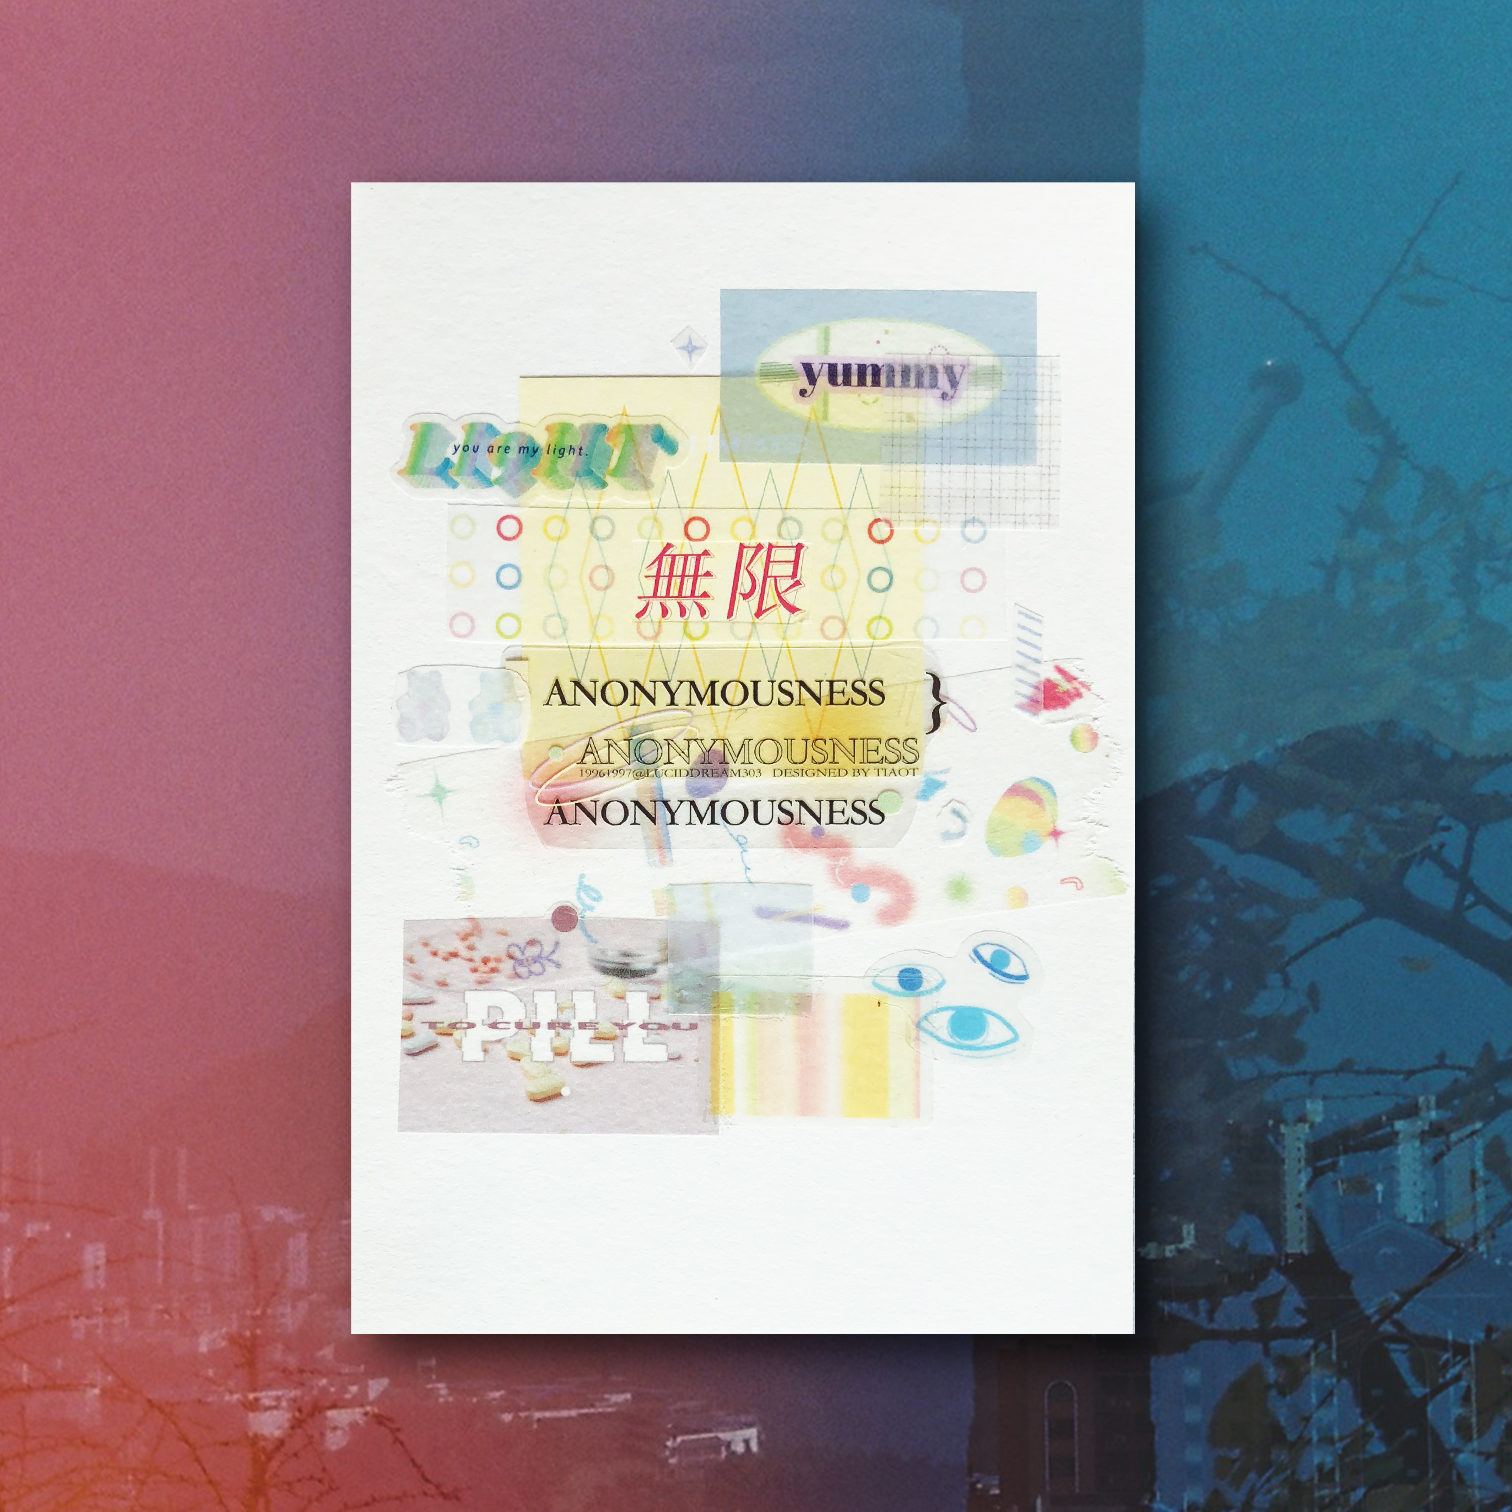 yummy
LIGHT
you are my light.
無限
ANONYMOUSNESS }
ANONYMOUSNESS
19961997@LUCIDDREAM303 DESIGNED BY TIAOT
ANONYMOUSNESS
PILL
TO CURE YOU